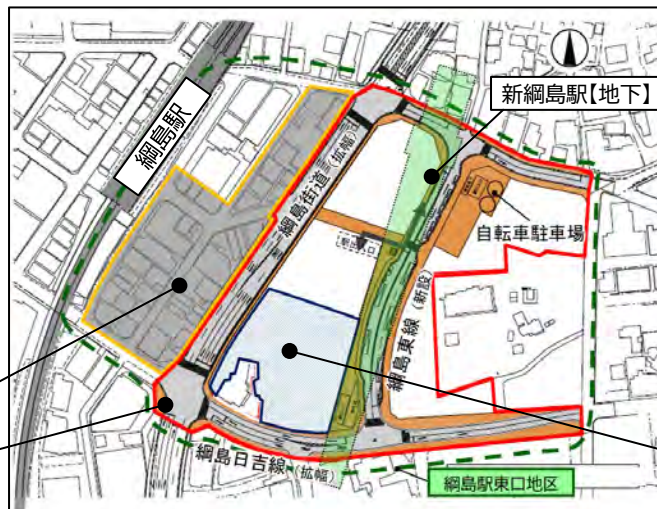 新綱島駅【地下】
綱島駅
綱島街道（拡幅）
自転車駐車場
綱島東線（新設）
綱島日吉線（拡幅）
綱島駅東口地区